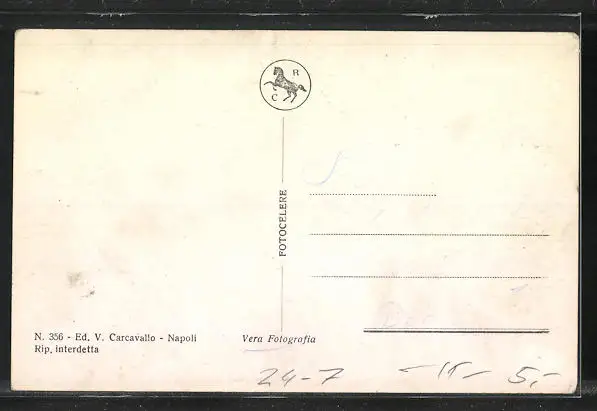 R
C
FOTOCELERE
N. 356 - Ed. V. Carcavallo - Napoli
Rip. interdetta
Vera Fotografia
24-7 5,-